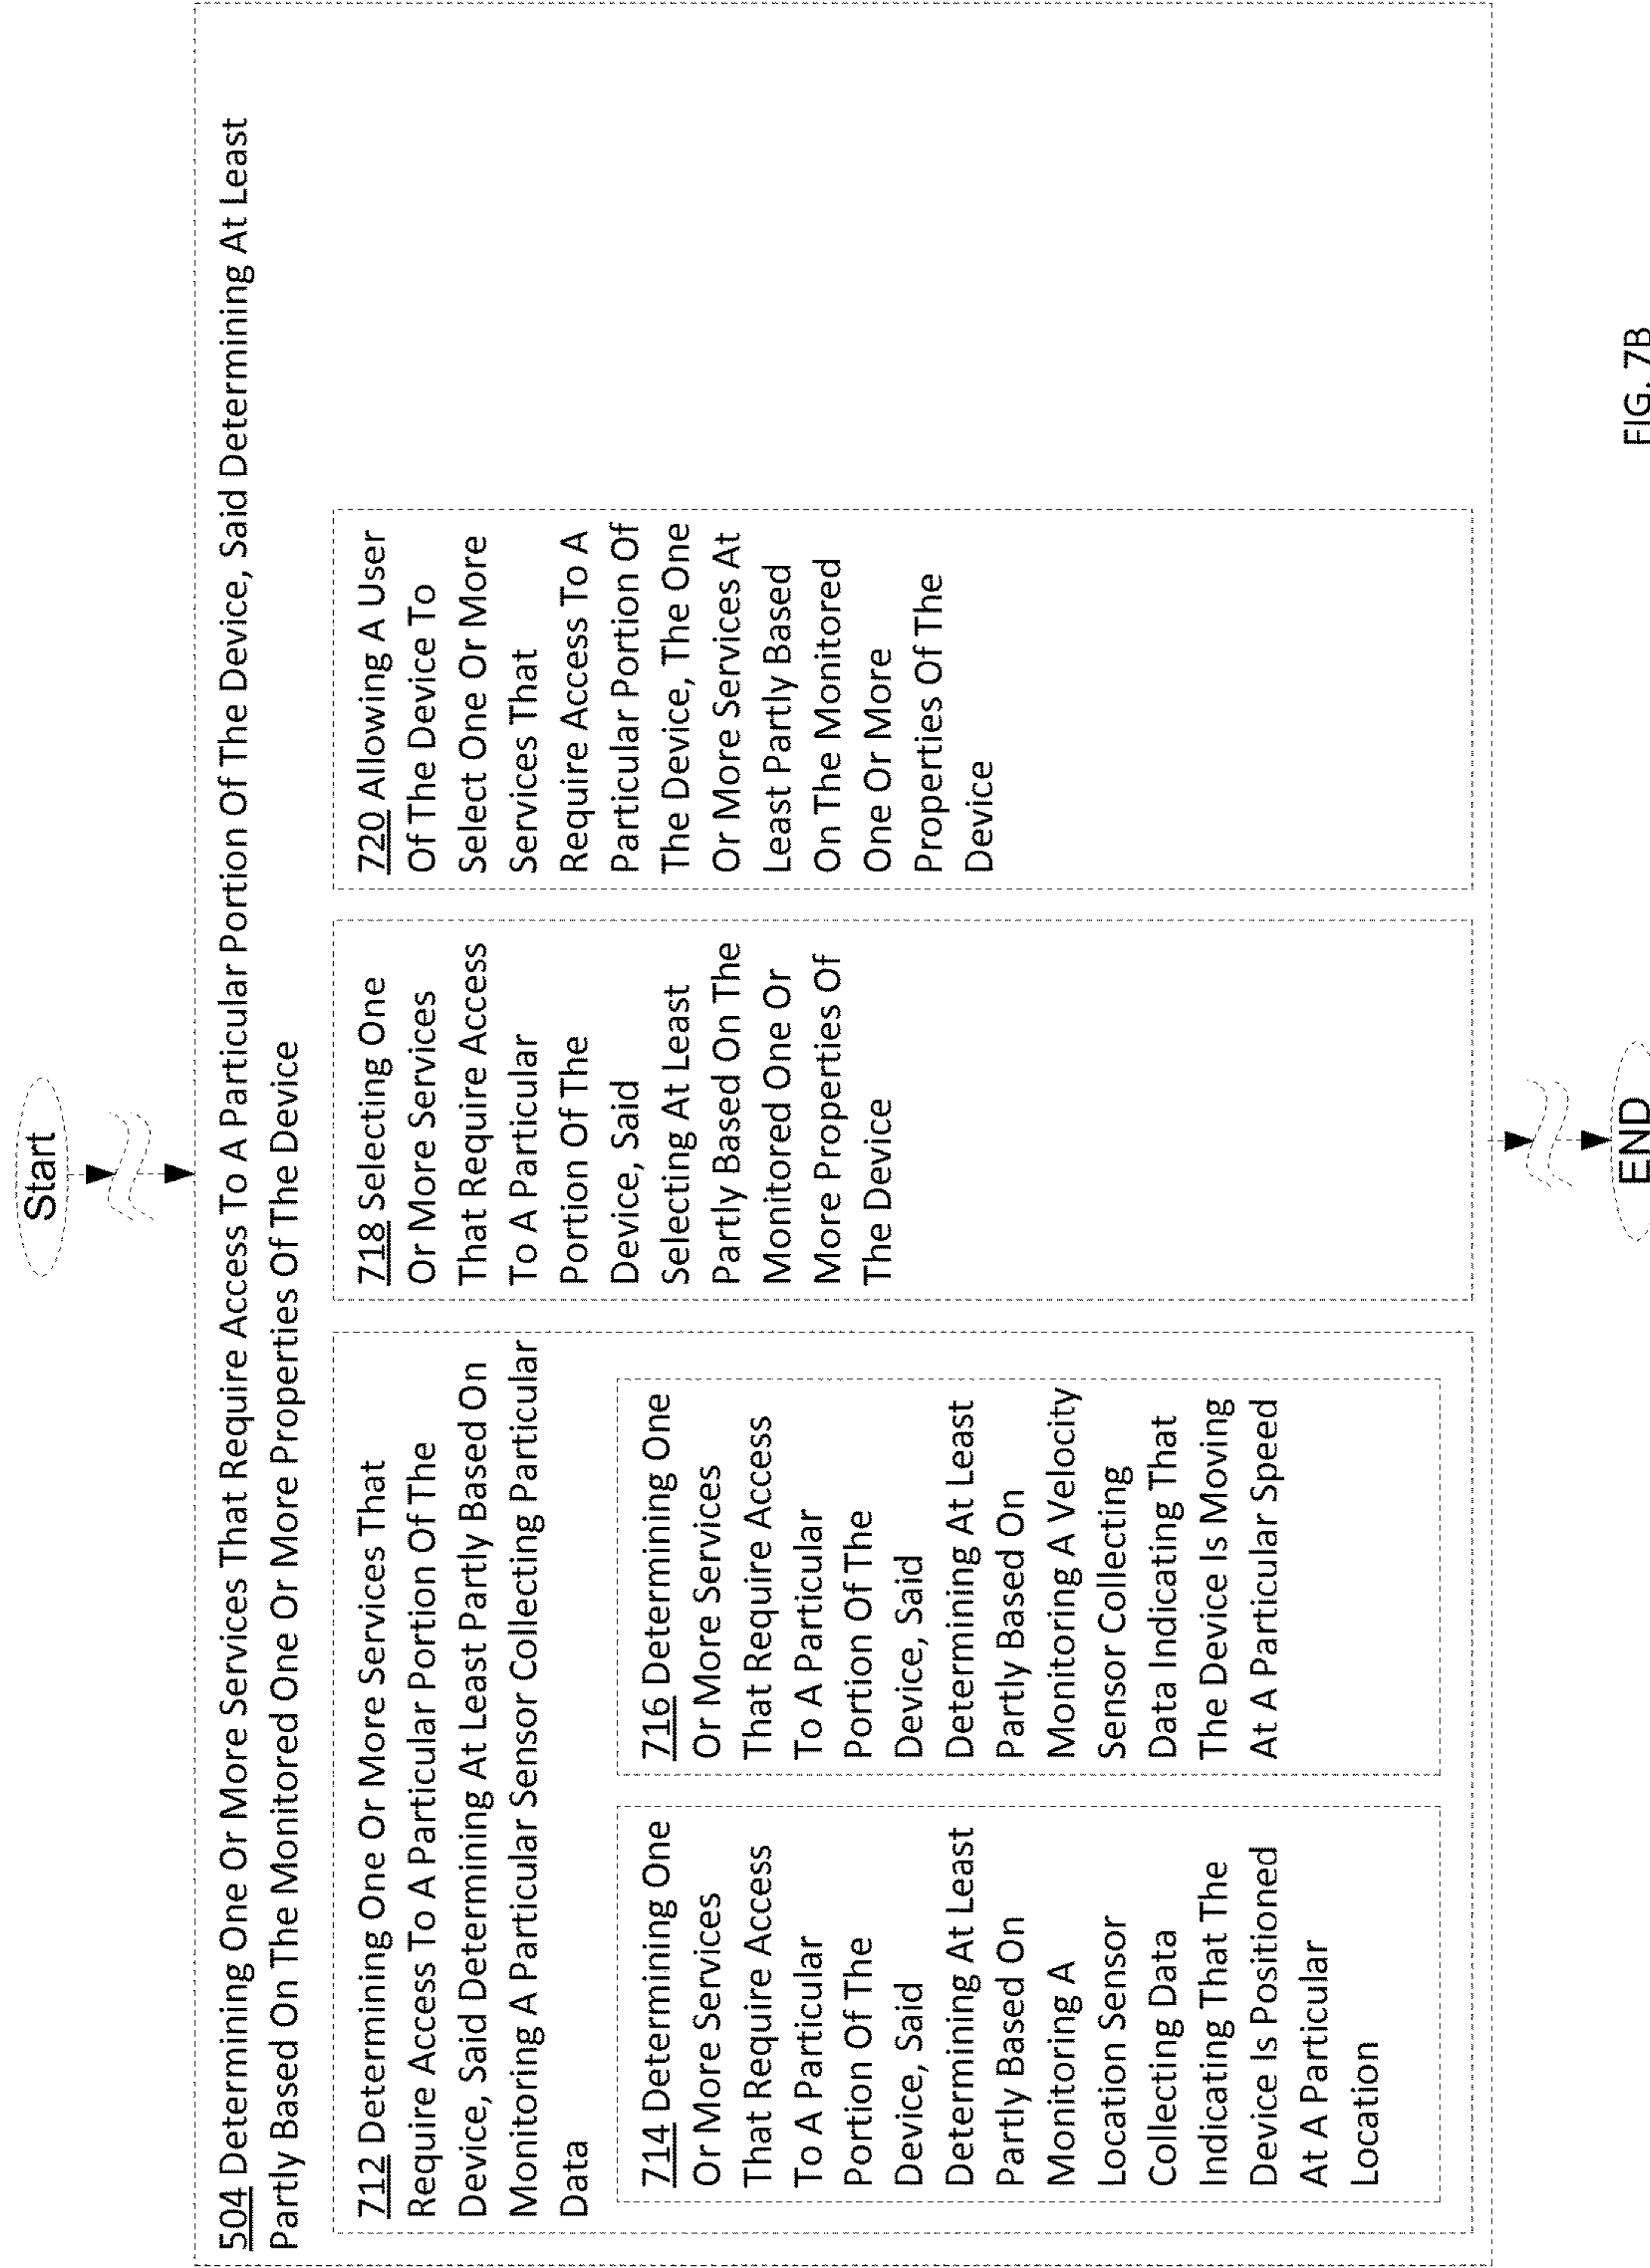 Start
504 Determining One Or More Services That Require Access To A Particular Portion Of The Device, Said Determining At Least
Partly Based On The Monitored One Or More Properties Of The Device
712 Determining One Or More Services That
Require Access To A Particular Portion Of The
Device, Said Determining At Least Partly Based On
Monitoring A Particular Sensor Collecting Particular
Data
714 Determining One
Or More Services
That Require Access
To A Particular
Portion Of The
Device, Said
Determining At Least
Partly Based On
Monitoring A
Location Sensor
Collecting Data
Indicating That The
Device Is Positioned
At A Particular
Location
716 Determining One
Or More Services
That Require Access
To A Particular
Portion Of The
Device, Said
Determining At Least
Partly Based On
Monitoring A Velocity
Sensor Collecting
Data Indicating That
The Device Is Moving
At A Particular Speed
718 Selecting One
Or More Services
That Require Access
To A Particular
Portion Of The
Device, Said
Selecting At Least
Partly Based On The
Monitored One Or
More Properties Of
The Device
720 Allowing A User
Of The Device To
Select One Or More
Services That
Require Access To A
Particular Portion Of
The Device, The One
Or More Services At
Least Partly Based
On The Monitored
One Or More
Properties Of The
Device
END
FIG. 7B